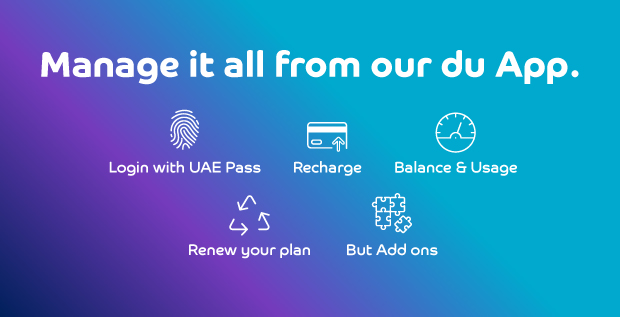 Manage it all from our du App.
Login with UAE Pass
Recharge
Balance & Usage
Renew your plan
But Add ons